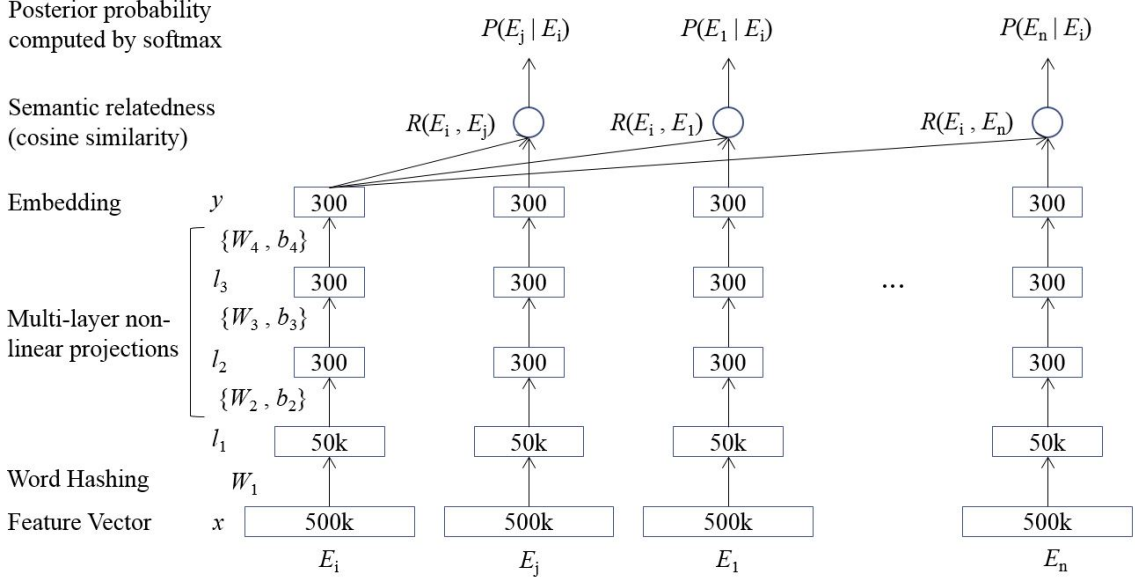 Posterior probability
computed by softmax
P(Ej | Ei) P(E1 | Ei) P(En | Ei)
Semantic relatedness
(cosine similarity)
R(Ei , Ej) R(Ei , E1) R(Ei , En)
Embedding y 300 300 300 300
{W4 , b4}
l3 300 300 300 ... 300
Multi-layer non-
linear projections
{W3 , b3}
l2 300 300 300 300
{W2 , b2}
l1 50k 50k 50k 50k
Word Hashing W1
Feature Vector x 500k 500k 500k 500k
Ei Ej E1 En